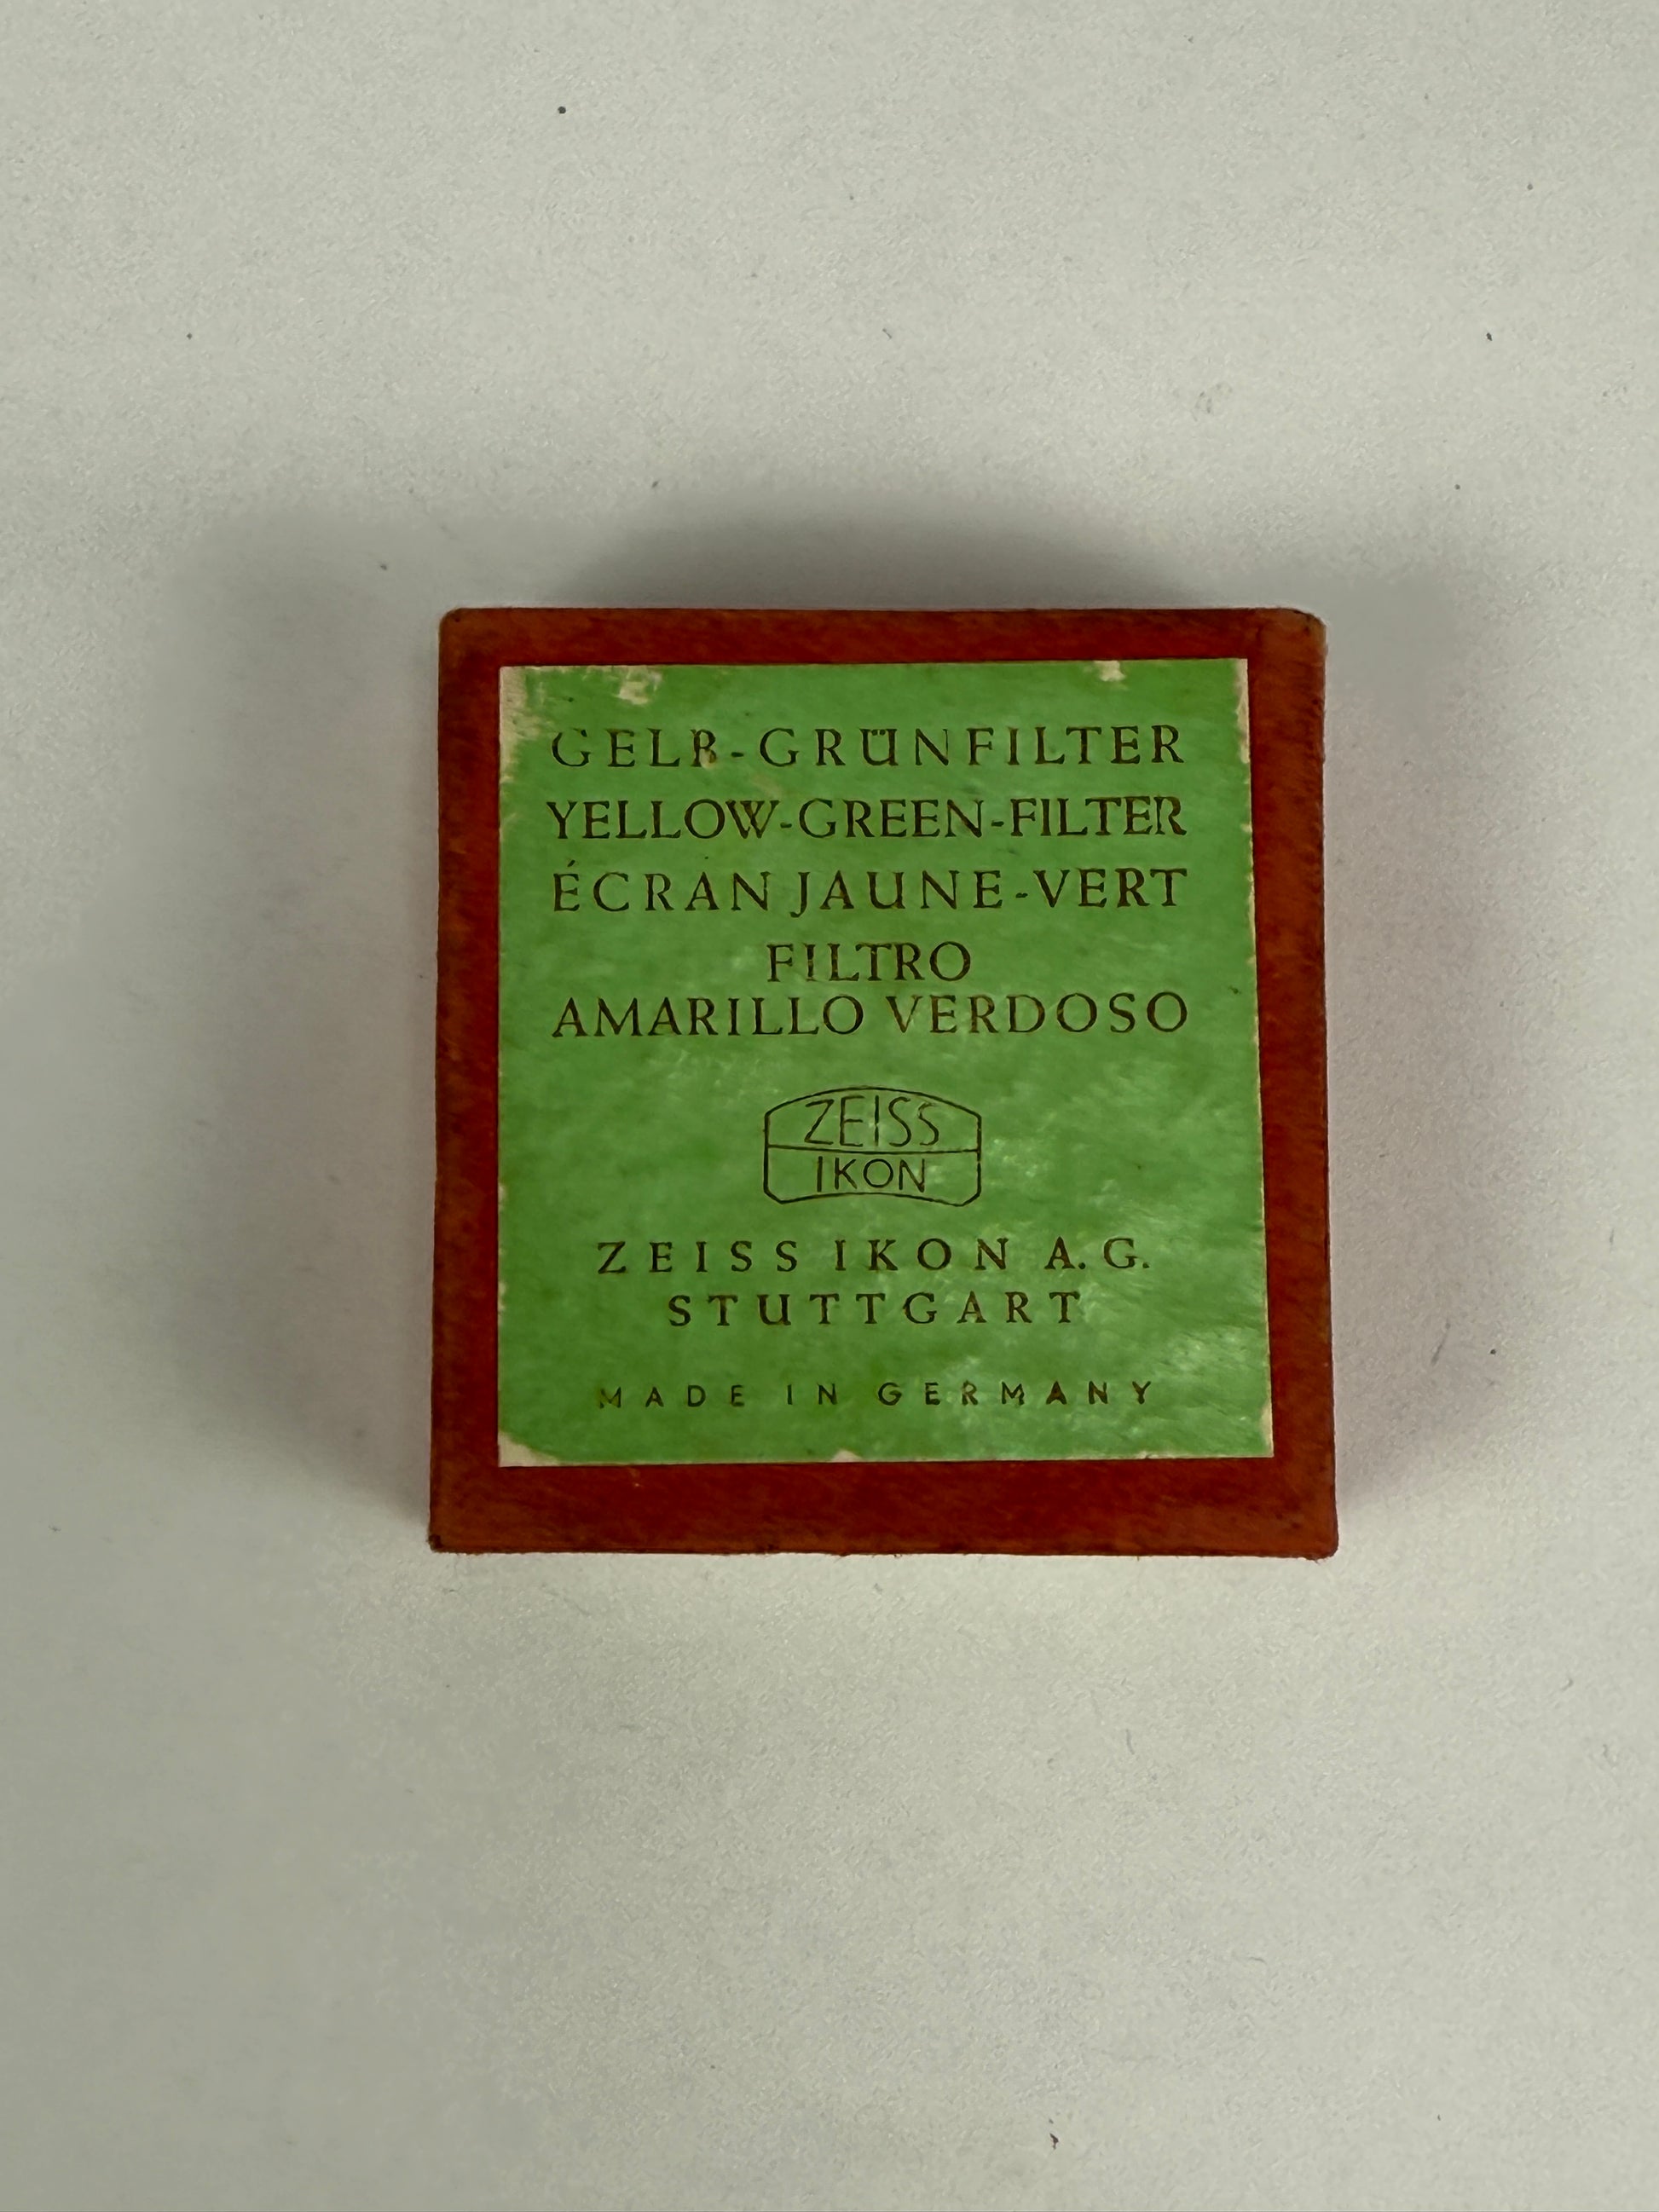 GELB-GRÜNFILTER
YELLOW-GREEN-FILTER
ÉCRAN JAUNE-VERT
FILTRO
AMARILLO VERDOSO
ZEISS
IKON
ZEISS IKON A.G.
STUTTGART
MADE IN GERMANY